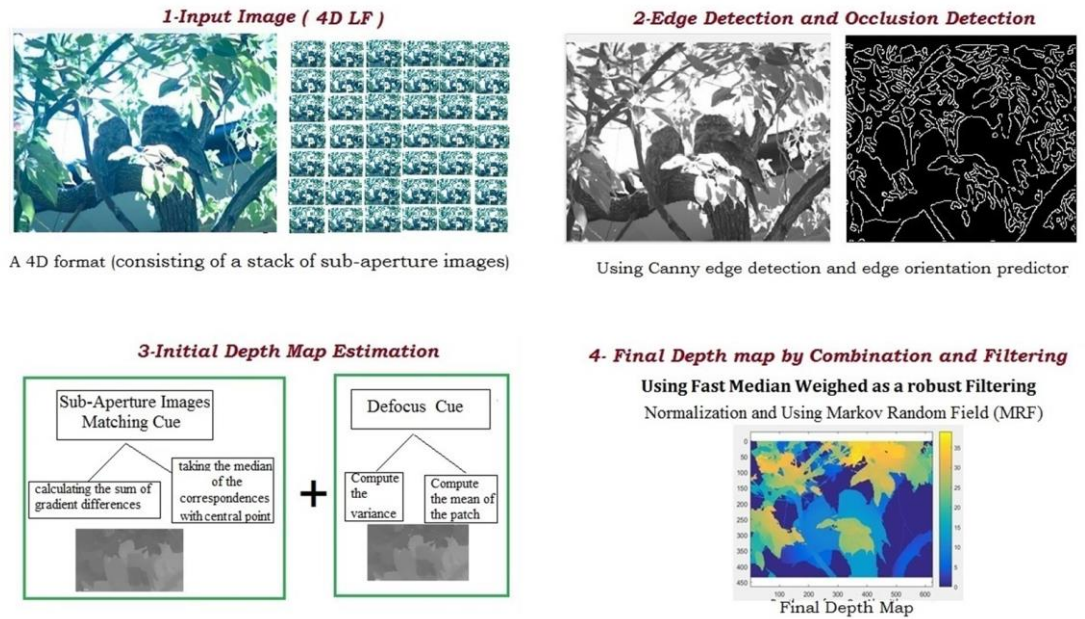 1-Input Image ( 4D LF )
A 4D format (consisting of a stack of sub-aperture images)
2-Edge Detection and Occlusion Detection
Using Canny edge detection and edge orientation predictor
3-Initial Depth Map Estimation
Sub-Aperture Images
Matching Cue
calculating the sum of
gradient differences
taking the median
of the
correspondences
with central point
+
Defocus Cue
Compute
the
variance
Compute
the mean of
the patch
4- Final Depth map by Combination and Filtering
Using Fast Median Weighed as a robust Filtering
Normalization and Using Markov Random Field (MRF)
0
50
100
150
200
250
300
350
400
450
100
200
300
400
500
600
35
30
25
20
15
10
5
0
Final Depth Map